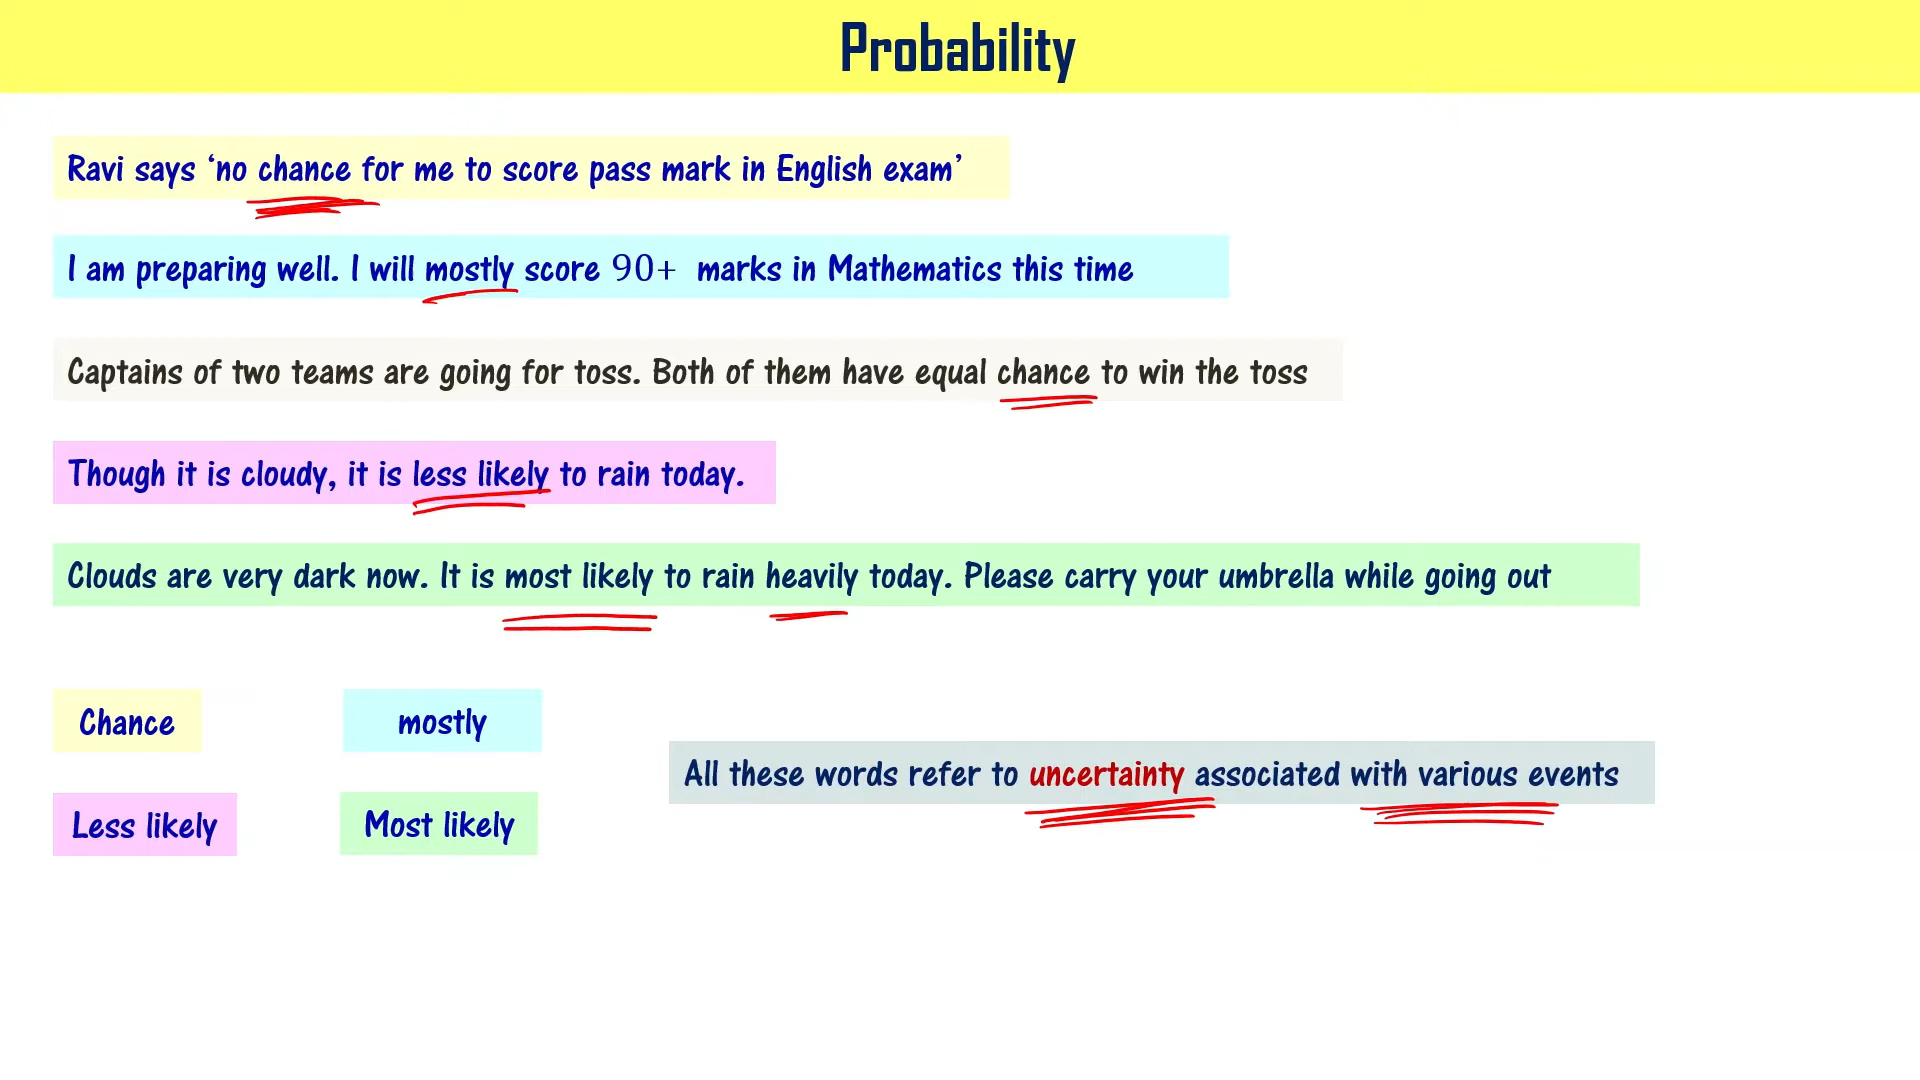 Probability
Ravi says ‘no chance for me to score pass mark in English exam’
I am preparing well. I will mostly score 90+ marks in Mathematics this time
Captains of two teams are going for toss. Both of them have equal chance to win the toss
Though it is cloudy, it is less likely to rain today.
Clouds are very dark now. It is most likely to rain heavily today. Please carry your umbrella while going out
Chance
mostly
All these words refer to uncertainty associated with various events
Less likely
Most likely